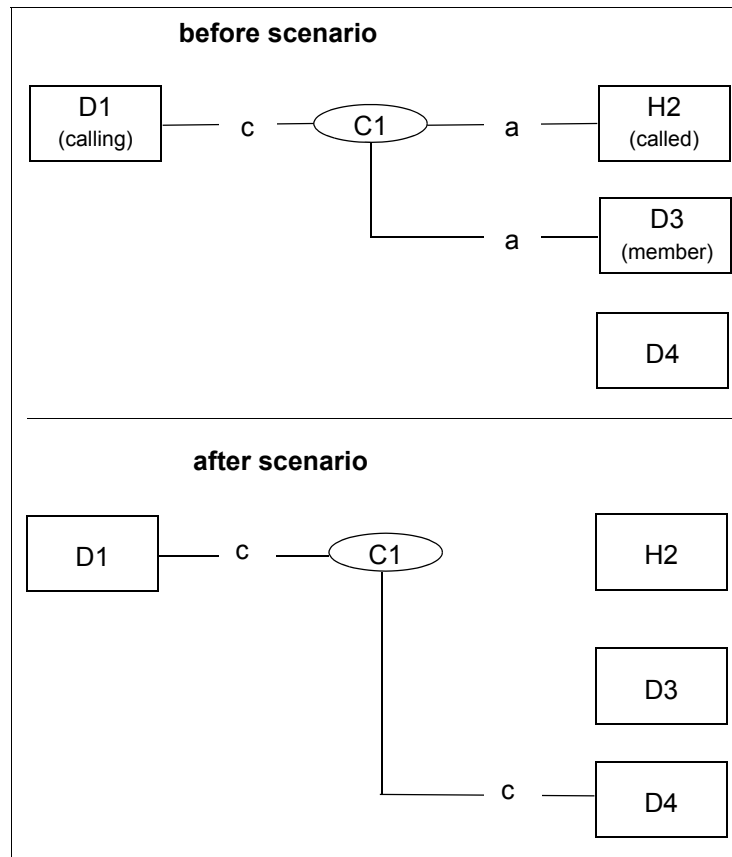 before scenario
D1
(calling)
c
C1
a
H2
(called)
a
D3
(member)
D4
after scenario
D1
c
C1
H2
D3
c
D4